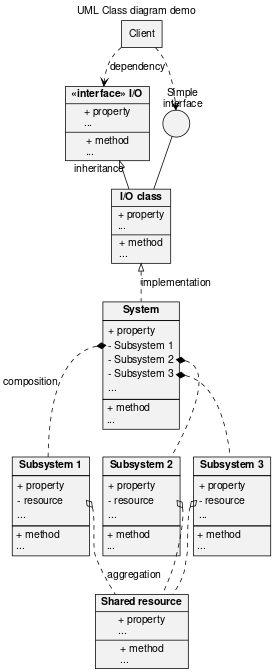 UML Class diagram demo
Client
dependency
«interface» I/O
+ property
...
+ method
...
Simple
interface
inheritance
I/O class
+ property
...
+ method
...
implementation
System
+ property
- Subsystem 1
- Subsystem 2
- Subsystem 3
...
+ method
...
composition
Subsystem 1
+ property
- resource
...
+ method
...
Subsystem 2
+ property
- resource
...
+ method
...
Subsystem 3
+ property
- resource
...
+ method
...
aggregation
Shared resource
+ property
...
+ method
...